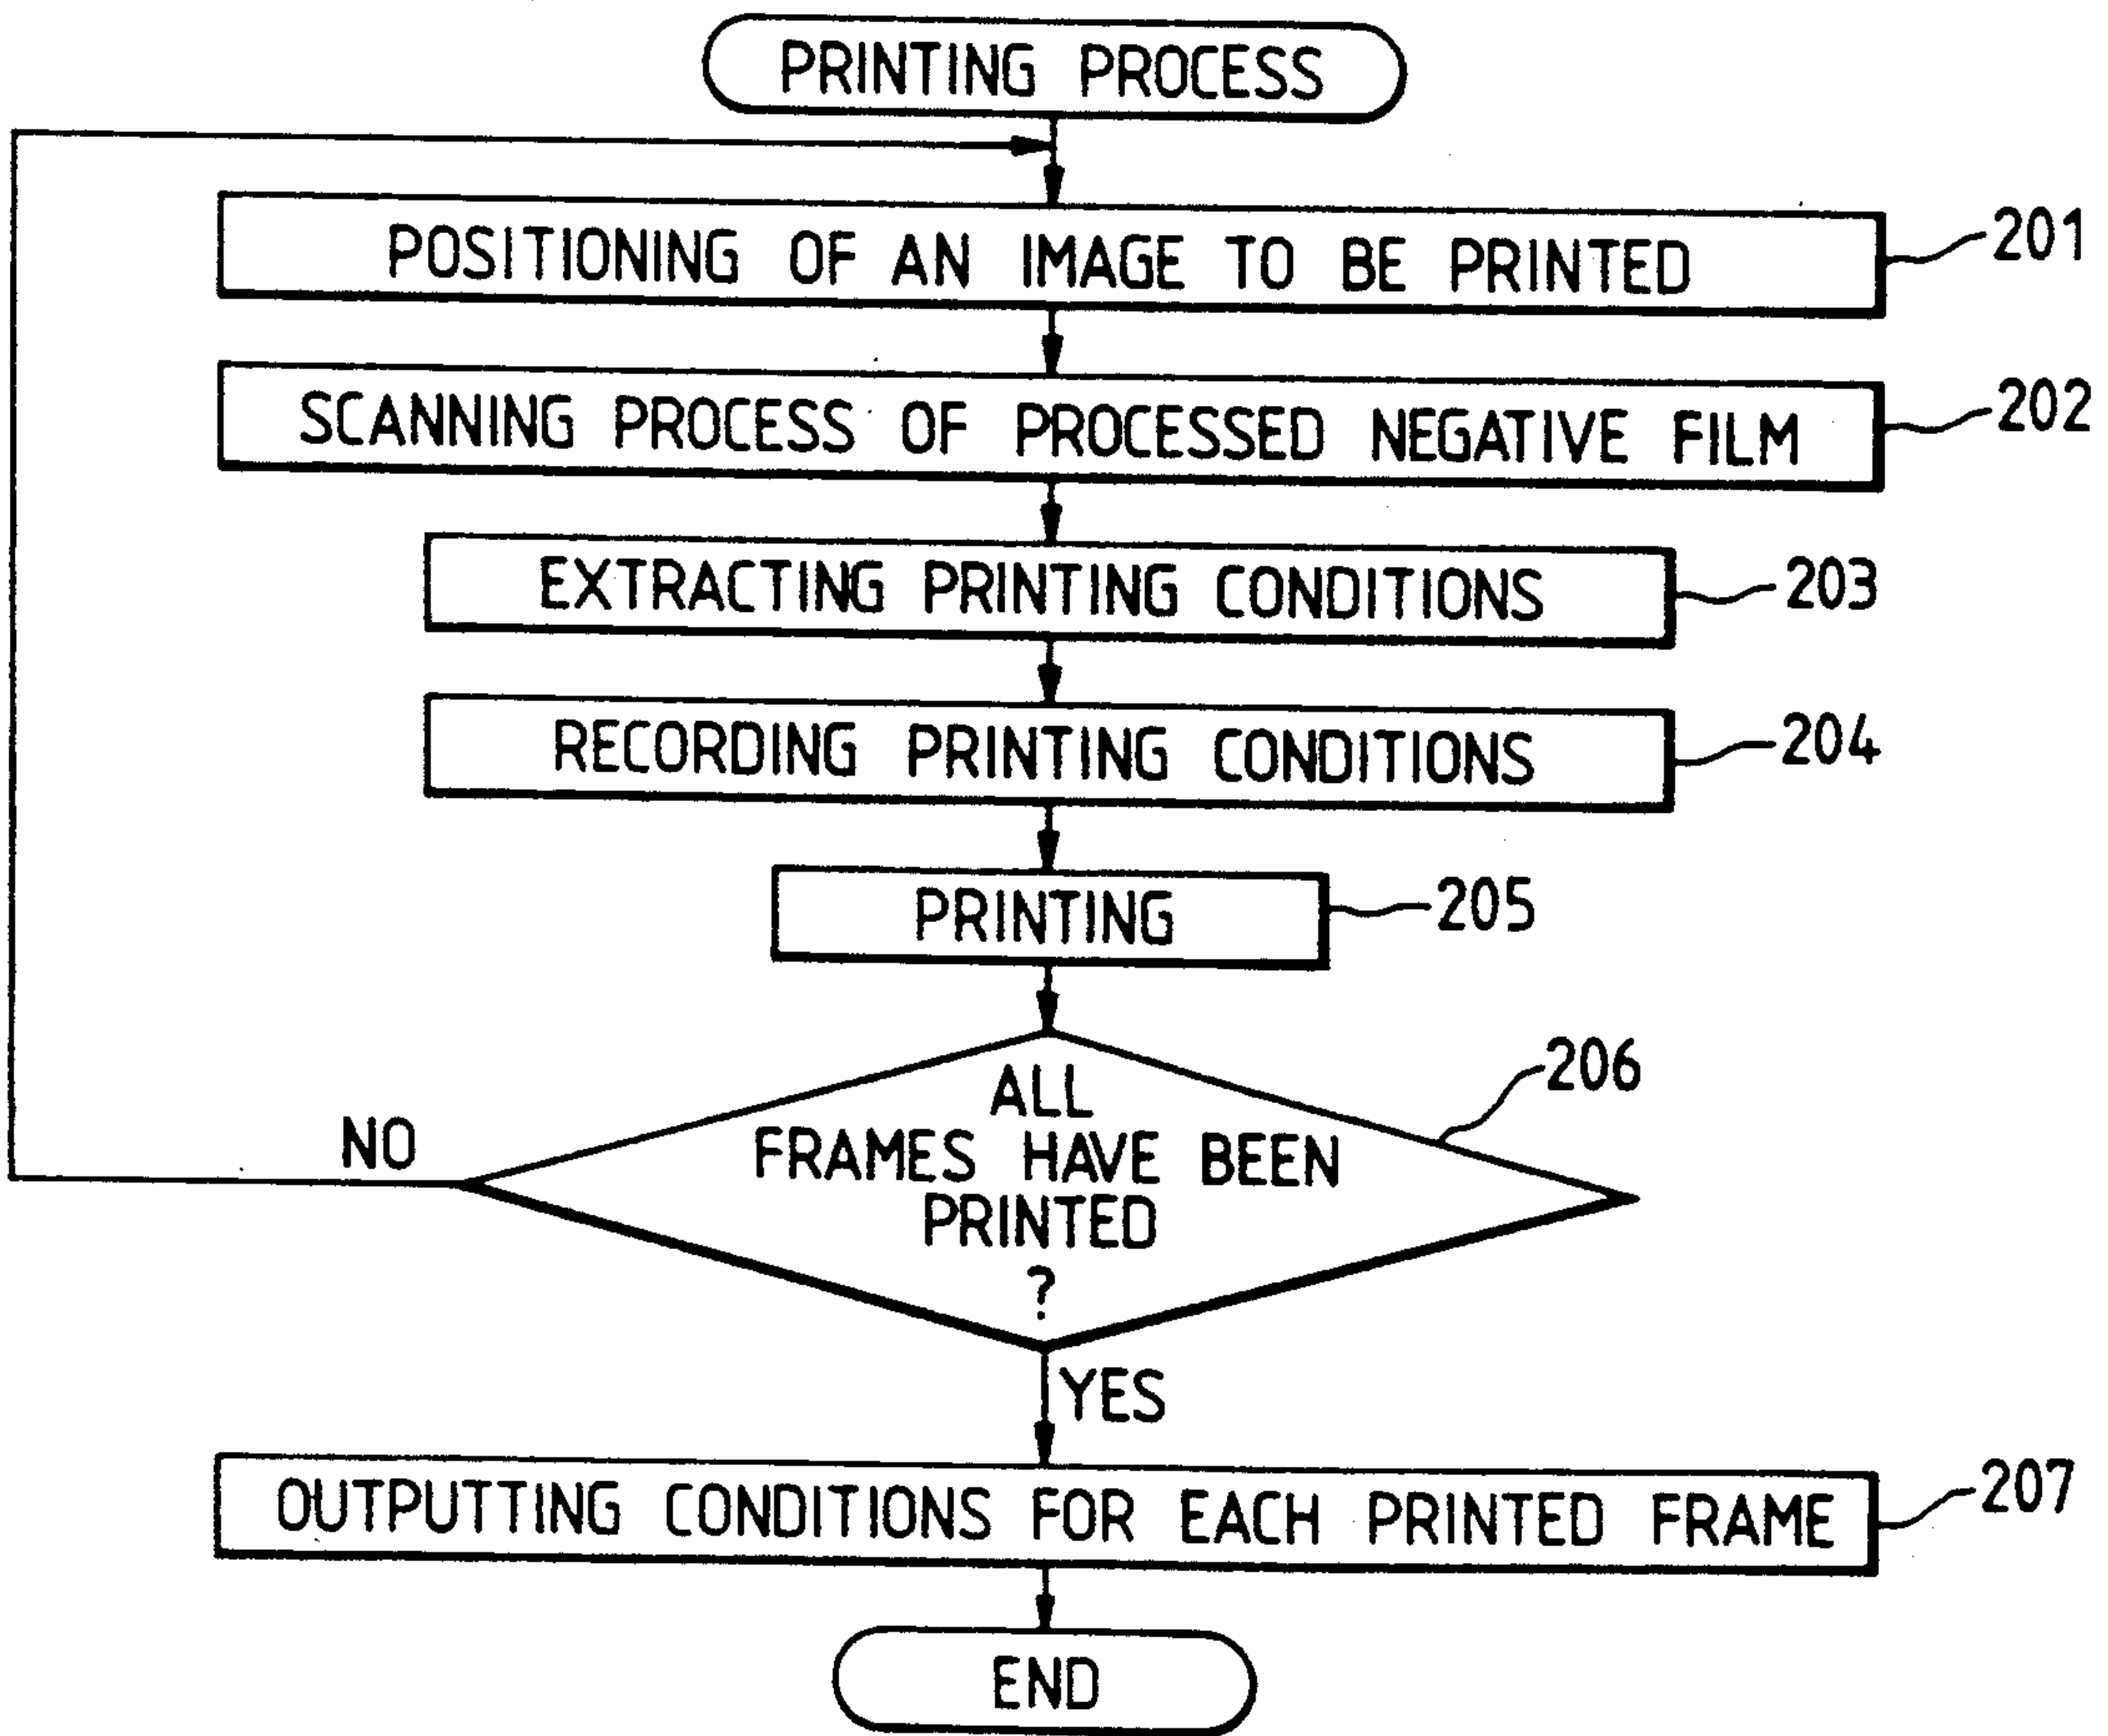 PRINTING PROCESS
POSITIONING OF AN IMAGE TO BE PRINTED
201
SCANNING PROCESS OF PROCESSED NEGATIVE FILM
202
EXTRACTING PRINTING CONDITIONS
203
RECORDING PRINTING CONDITIONS
204
PRINTING
205
ALL
FRAMES HAVE BEEN
PRINTED
?
206
NO
YES
OUTPUTTING CONDITIONS FOR EACH PRINTED FRAME
207
END